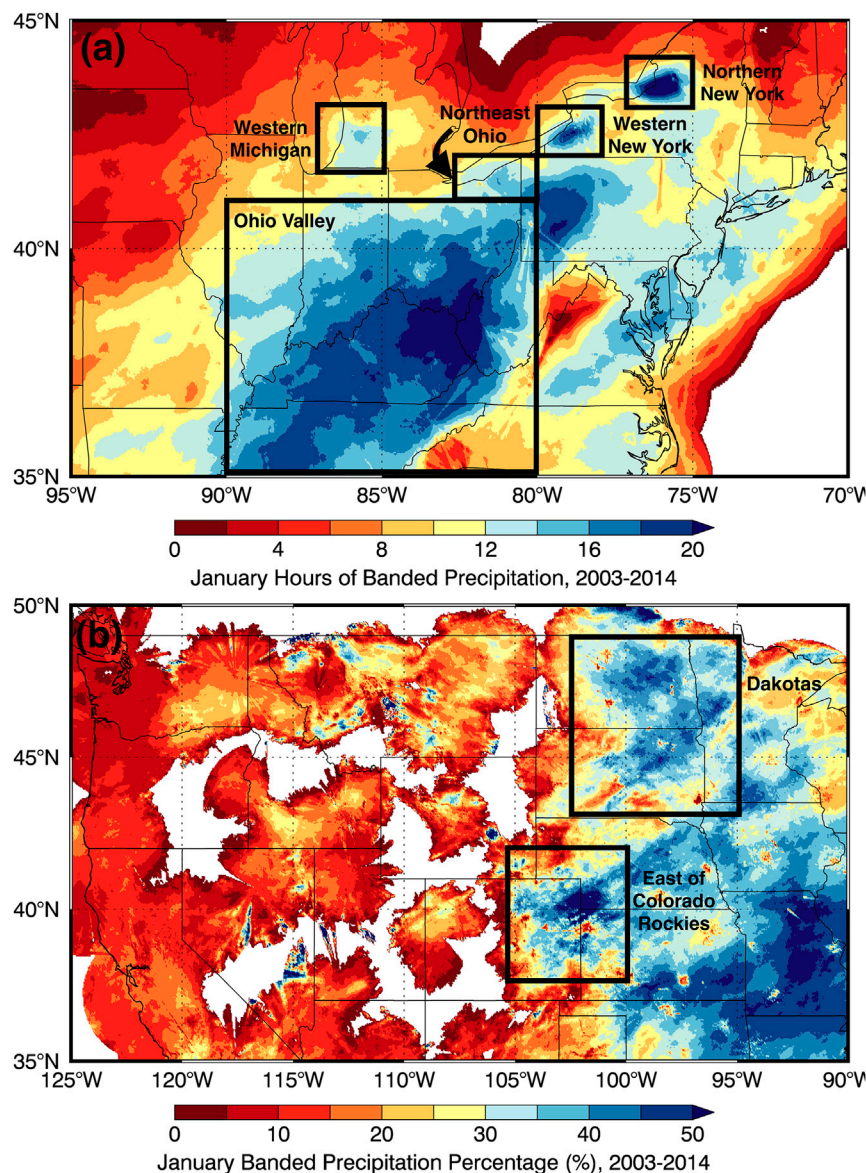 45°N
(a)
Northern
New York
Northeast
Ohio
Western
Michigan
Western
New York
Ohio Valley
40°N
35°N
95°W 90°W 85°W 80°W 75°W 70°W
0 4 8 12 16 20
January Hours of Banded Precipitation, 2003-2014
50°N
(b)
Dakotas
45°N
East of
Colorado
Rockies
40°N
35°N
125°W 120°W 115°W 110°W 105°W 100°W 95°W 90°W
0 10 20 30 40 50
January Banded Precipitation Percentage (%), 2003-2014